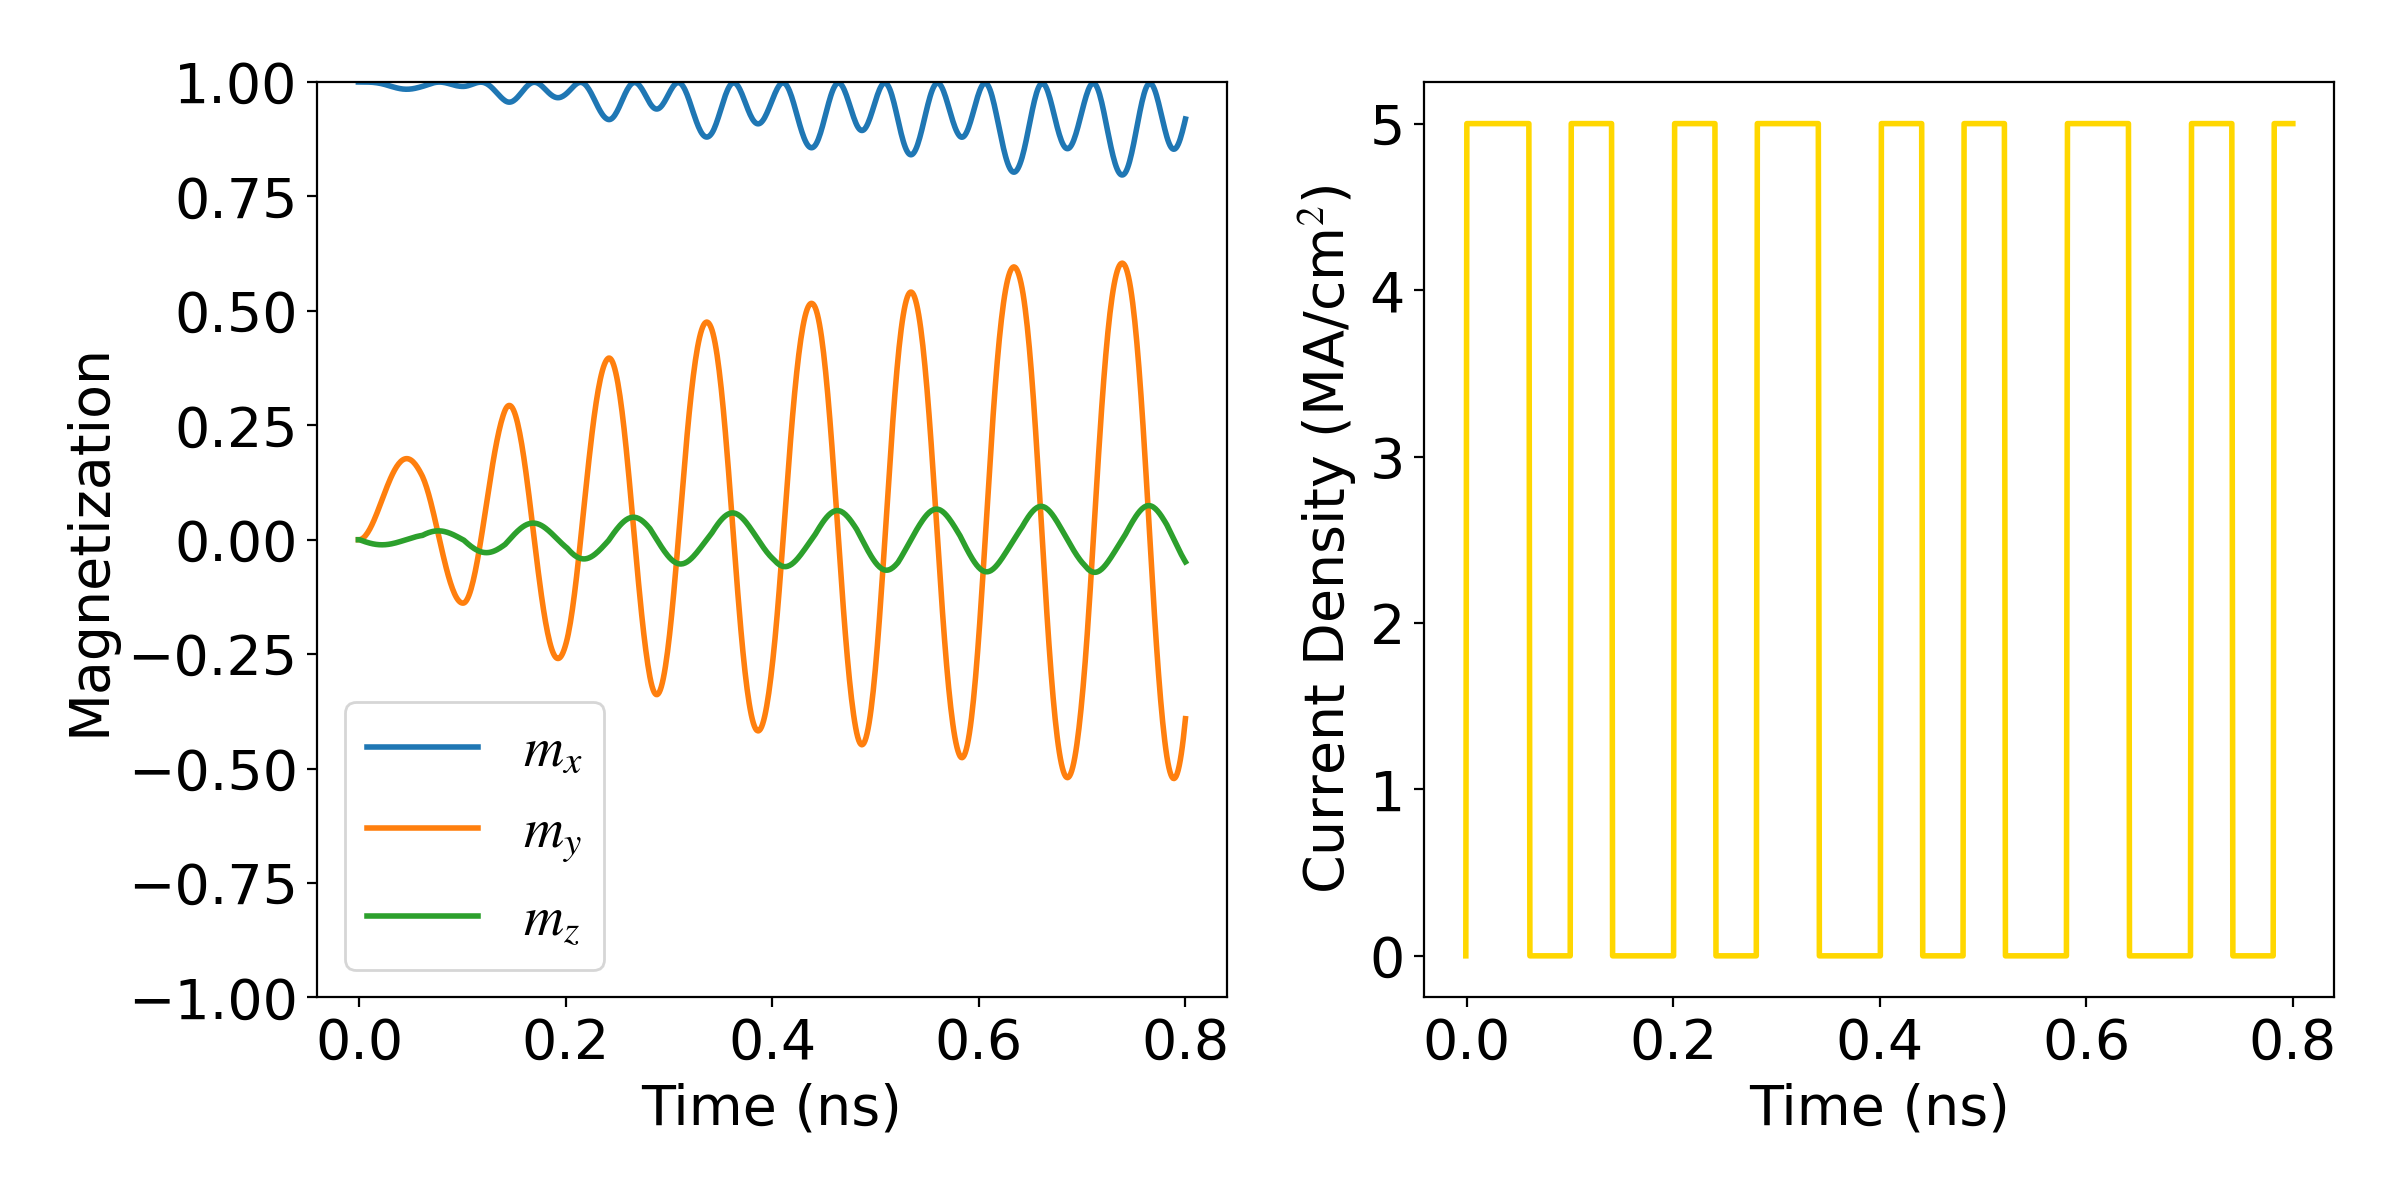 1.00
0.75
0.50
0.25
0.00
−0.25
−0.50
−0.75
−1.00
Magnetization
m_x
m_y
m_z
0.0 0.2 0.4 0.6 0.8
Time (ns)
5
4
3
2
1
0
Current Density (MA/cm²)
0.0 0.2 0.4 0.6 0.8
Time (ns)